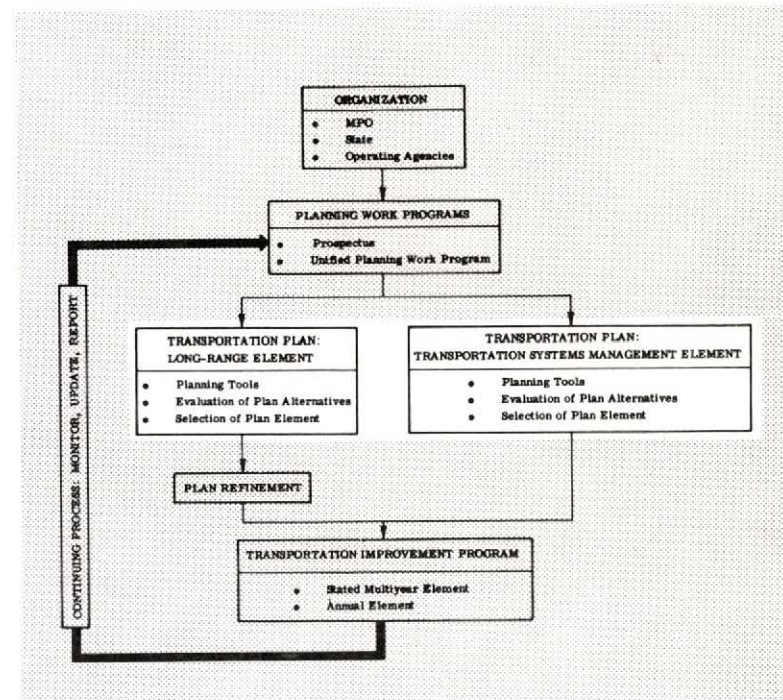 ORGANIZATION
• MPO
• State
• Operating Agencies
PLANNING WORK PROGRAMS
• Prospectus
• Unified Planning Work Program
TRANSPORTATION PLAN:
LONG-RANGE ELEMENT
• Planning Tools
• Evaluation of Plan Alternatives
• Selection of Plan Element
TRANSPORTATION PLAN:
TRANSPORTATION SYSTEMS MANAGEMENT ELEMENT
• Planning Tools
• Evaluation of Plan Alternatives
• Selection of Plan Element
PLAN REFINEMENT
TRANSPORTATION IMPROVEMENT PROGRAM
• Stated Multiyear Element
• Annual Element
CONTINUING PROCESS: MONITOR, UPDATE, REPORT